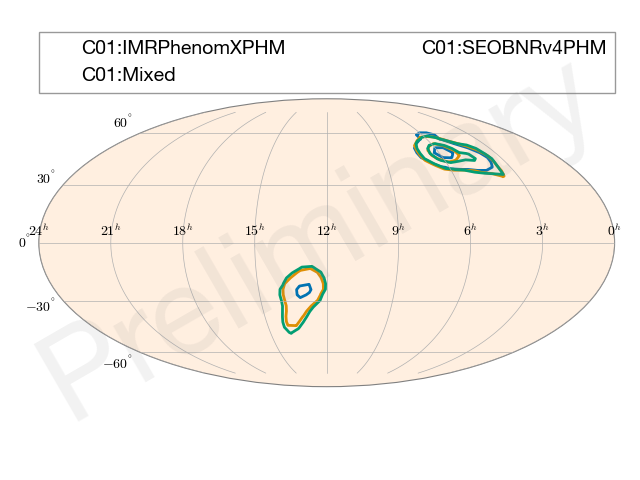 C01:IMRPhenomXPHM C01:SEOBNRv4PHM
C01:Mixed
60°
30°
0° 24h 21h 18h 15h 12h 9h 6h 3h 0h
−30°
−60°
Preliminary